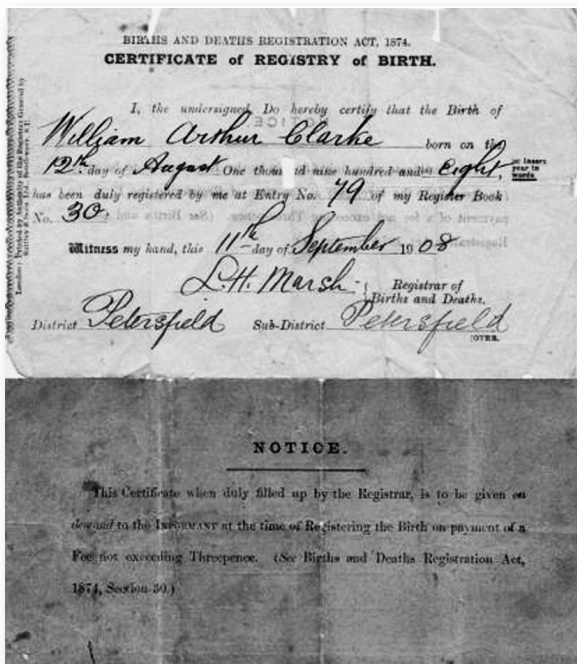 BIRTHS AND DEATHS REGISTRATION ACT, 1874.
CERTIFICATE of REGISTRY of BIRTH.
I, the undersigned, Do hereby certify that the Birth of
William Arthur Clarke born on the
12th day of August One thousand nine hundred and eight,
* Insert
year in
words.
has been duly registered by me at Entry No. 79 of my Register Book
No. 30
Witness my hand, this 11th day of September 1908
L.H. Marsh Registrar of
Births and Deaths.
District Petersfield Sub-District Petersfield
[OVER.
NOTICE.
This Certificate when duly filled up by the Registrar, is to be given on
demand to the INFORMANT at the time of Registering the Birth on payment of a
Fee not exceeding Threepence. (See Births and Deaths Registration Act,
1874, Section 30.)